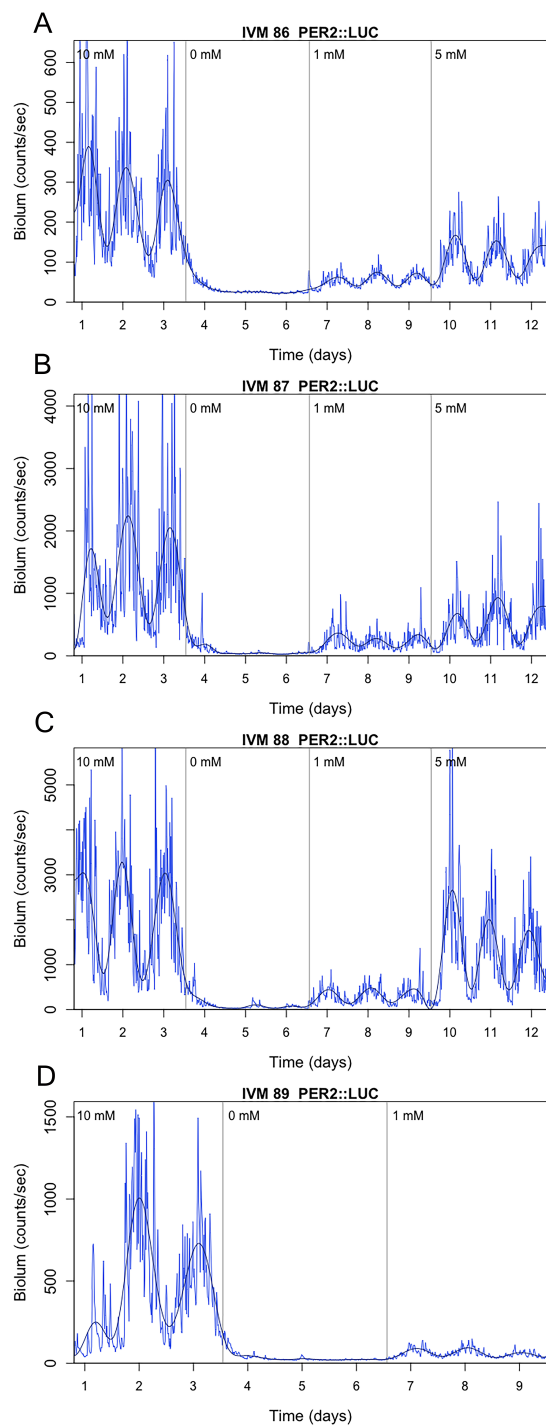 A
IVM 86 PER2::LUC
10 mM 0 mM 1 mM 5 mM
Biolum (counts/sec)
0 100 200 300 400 500 600
1 2 3 4 5 6 7 8 9 10 11 12
Time (days)
B
IVM 87 PER2::LUC
10 mM 0 mM 1 mM 5 mM
Biolum (counts/sec)
0 1000 2000 3000 4000
1 2 3 4 5 6 7 8 9 10 11 12
Time (days)
C
IVM 88 PER2::LUC
10 mM 0 mM 1 mM 5 mM
Biolum (counts/sec)
0 1000 3000 5000
1 2 3 4 5 6 7 8 9 10 11 12
Time (days)
D
IVM 89 PER2::LUC
10 mM 0 mM 1 mM
Biolum (counts/sec)
0 500 1000 1500
1 2 3 4 5 6 7 8 9
Time (days)